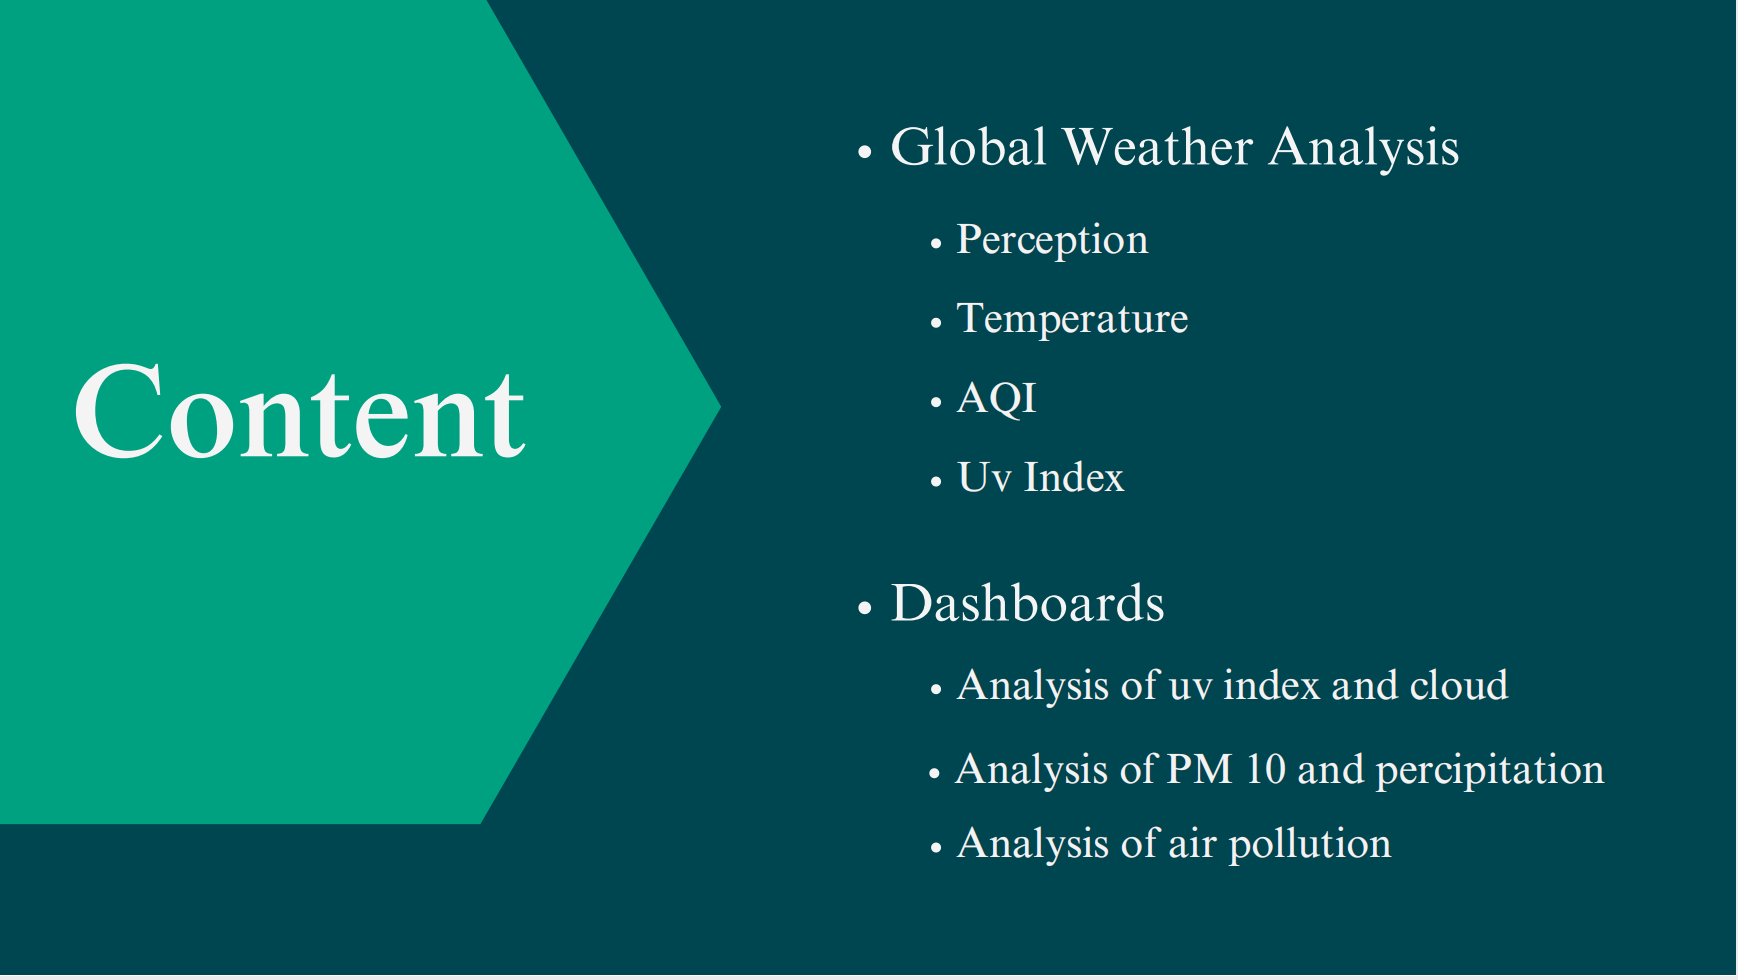 Content
• Global Weather Analysis
• Perception
• Temperature
• AQI
• Uv Index
• Dashboards
• Analysis of uv index and cloud
• Analysis of PM 10 and percipitation
• Analysis of air pollution